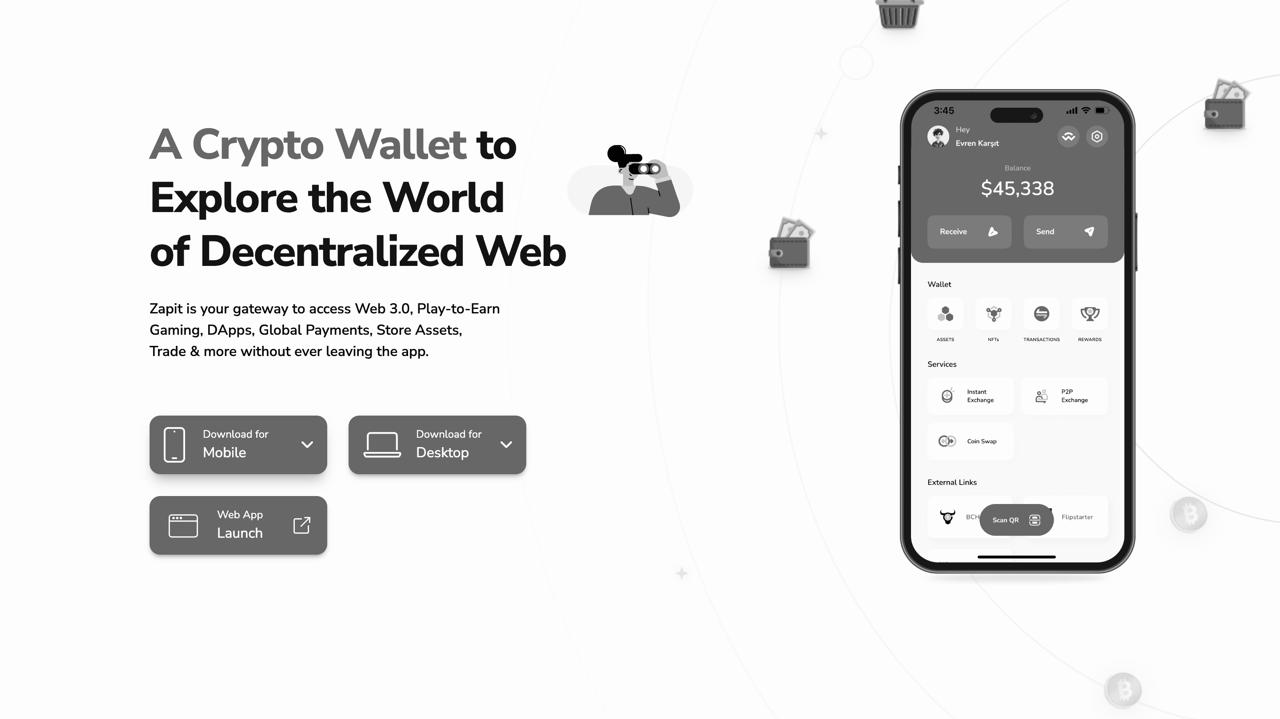 A Crypto Wallet to
Explore the World
of Decentralized Web
Zapit is your gateway to access Web 3.0, Play-to-Earn
Gaming, DApps, Global Payments, Store Assets,
Trade & more without ever leaving the app.
Download for
Mobile
Download for
Desktop
Web App
Launch
3:45
Hey
Evren Karşıt
Balance
$45,338
Receive
Send
Wallet
ASSETS
NFTs
TRANSACTIONS
REWARDS
Services
Instant
Exchange
P2P
Exchange
Coin Swap
External Links
BCH
Scan QR
Flipstarter